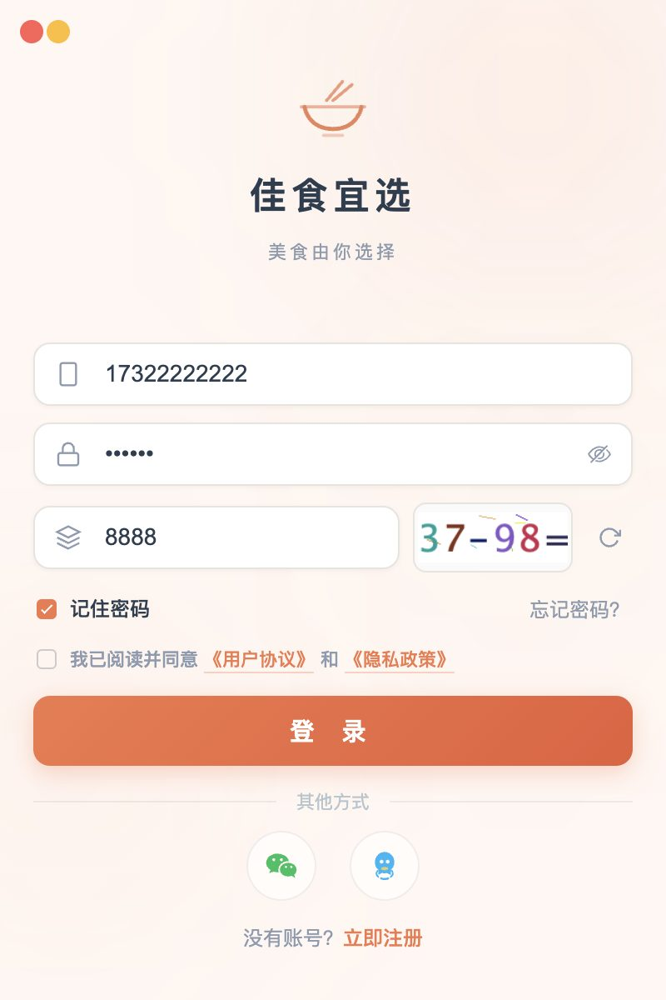 佳食宜选
美食由你选择
17322222222
••••••
8888
37-98=
记住密码
忘记密码?
我已阅读并同意 《用户协议》 和 《隐私政策》
登 录
其他方式
没有账号? 立即注册